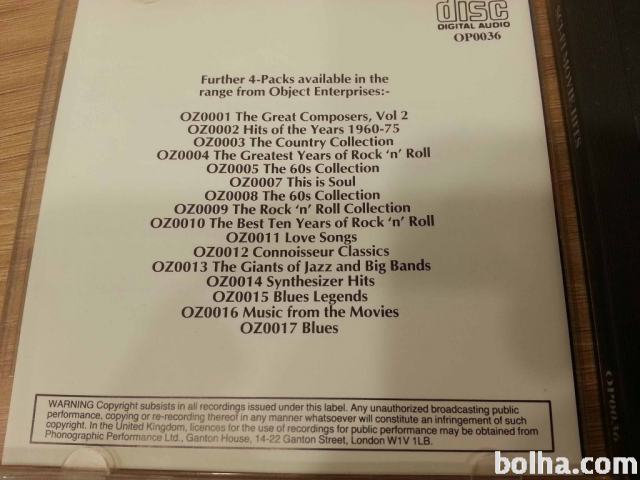 disc
DIGITAL AUDIO
OP0036
Further 4-Packs available in the
range from Object Enterprises:-
OZ0001 The Great Composers, Vol 2
OZ0002 Hits of the Years 1960-75
OZ0003 The Country Collection
OZ0004 The Greatest Years of Rock ‘n’ Roll
OZ0005 The 60s Collection
OZ0007 This is Soul
OZ0008 The 60s Collection
OZ0009 The Rock ‘n’ Roll Collection
OZ0010 The Best Ten Years of Rock ‘n’ Roll
OZ0011 Love Songs
OZ0012 Connoisseur Classics
OZ0013 The Giants of Jazz and Big Bands
OZ0014 Synthesizer Hits
OZ0015 Blues Legends
OZ0016 Music from the Movies
OZ0017 Blues
WARNING Copyright subsists in all recordings issued under this label. Any unauthorized broadcasting public
performance, copying or re-recording thereof in any manner whatsoever will constitute an infringement of such
copyright. In the United Kingdom, licences for the use of recordings for public performance may be obtained from
Phonographic Performance Ltd., Ganton House, 14-22 Ganton Street, London W1V 1LB.
SCI-FI MOVIE HITS
OP0036
bolha.com